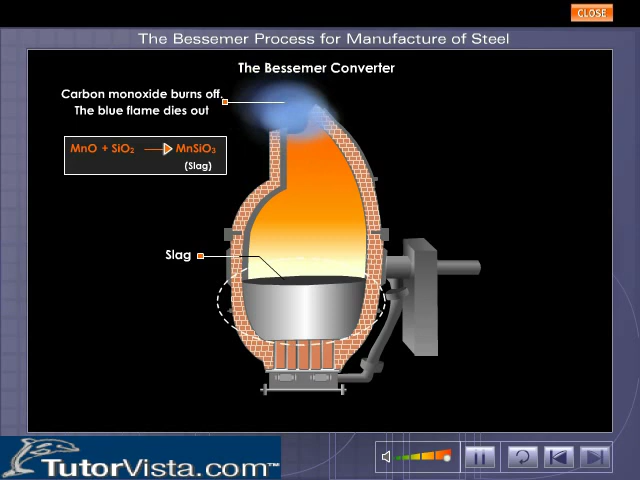 CLOSE
The Bessemer Process for Manufacture of Steel
The Bessemer Converter
Carbon monoxide burns off.
The blue flame dies out
MnO + SiO₂ → MnSiO₃
(Slag)
Slag
TutorVista.com™